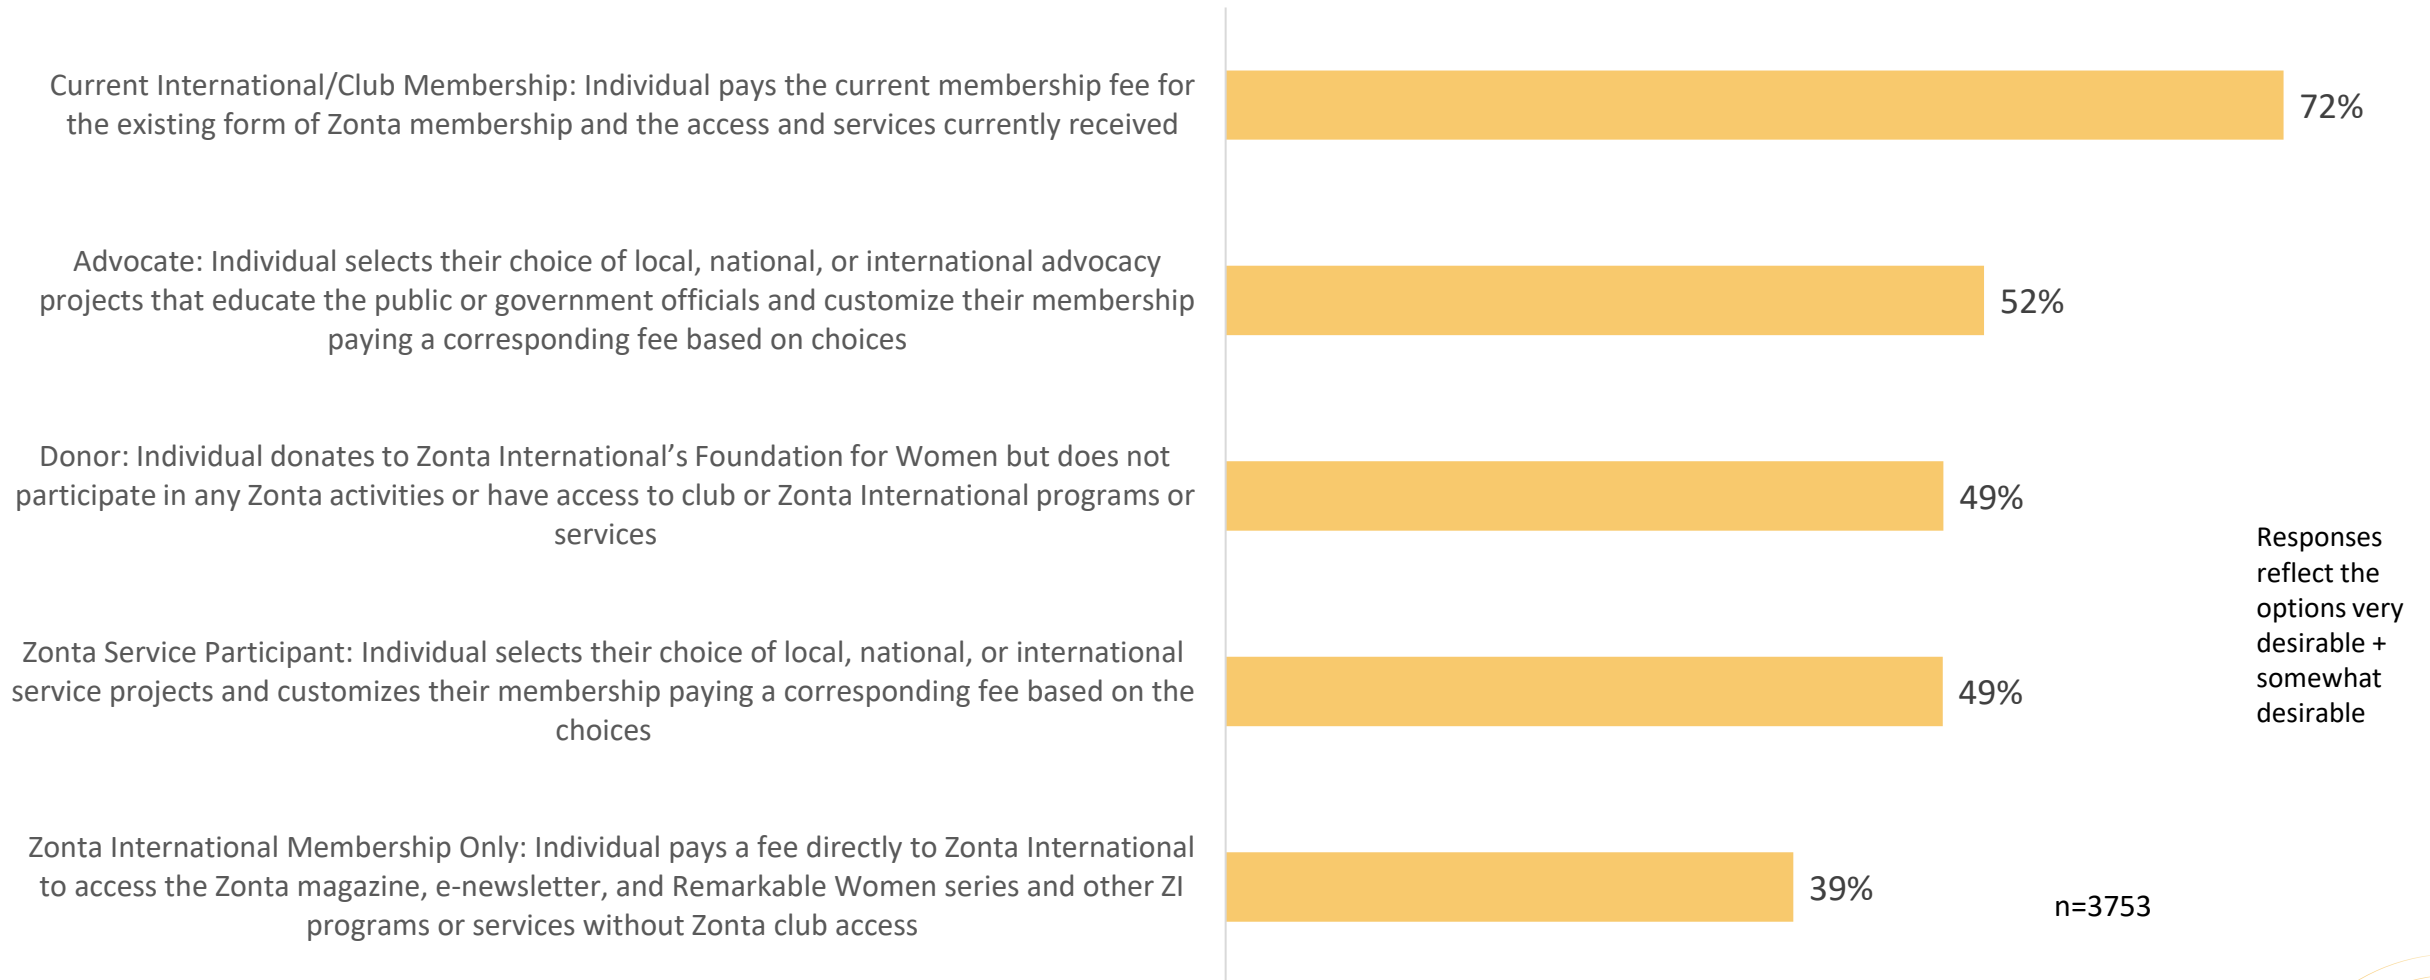 Current International/Club Membership: Individual pays the current membership fee for
the existing form of Zonta membership and the access and services currently received
72%
Advocate: Individual selects their choice of local, national, or international advocacy
projects that educate the public or government officials and customize their membership
paying a corresponding fee based on choices
52%
Donor: Individual donates to Zonta International’s Foundation for Women but does not
participate in any Zonta activities or have access to club or Zonta International programs or
services
49%
Zonta Service Participant: Individual selects their choice of local, national, or international
service projects and customizes their membership paying a corresponding fee based on the
choices
49%
Zonta International Membership Only: Individual pays a fee directly to Zonta International
to access the Zonta magazine, e-newsletter, and Remarkable Women series and other ZI
programs or services without Zonta club access
39%
Responses
reflect the
options very
desirable +
somewhat
desirable
n=3753